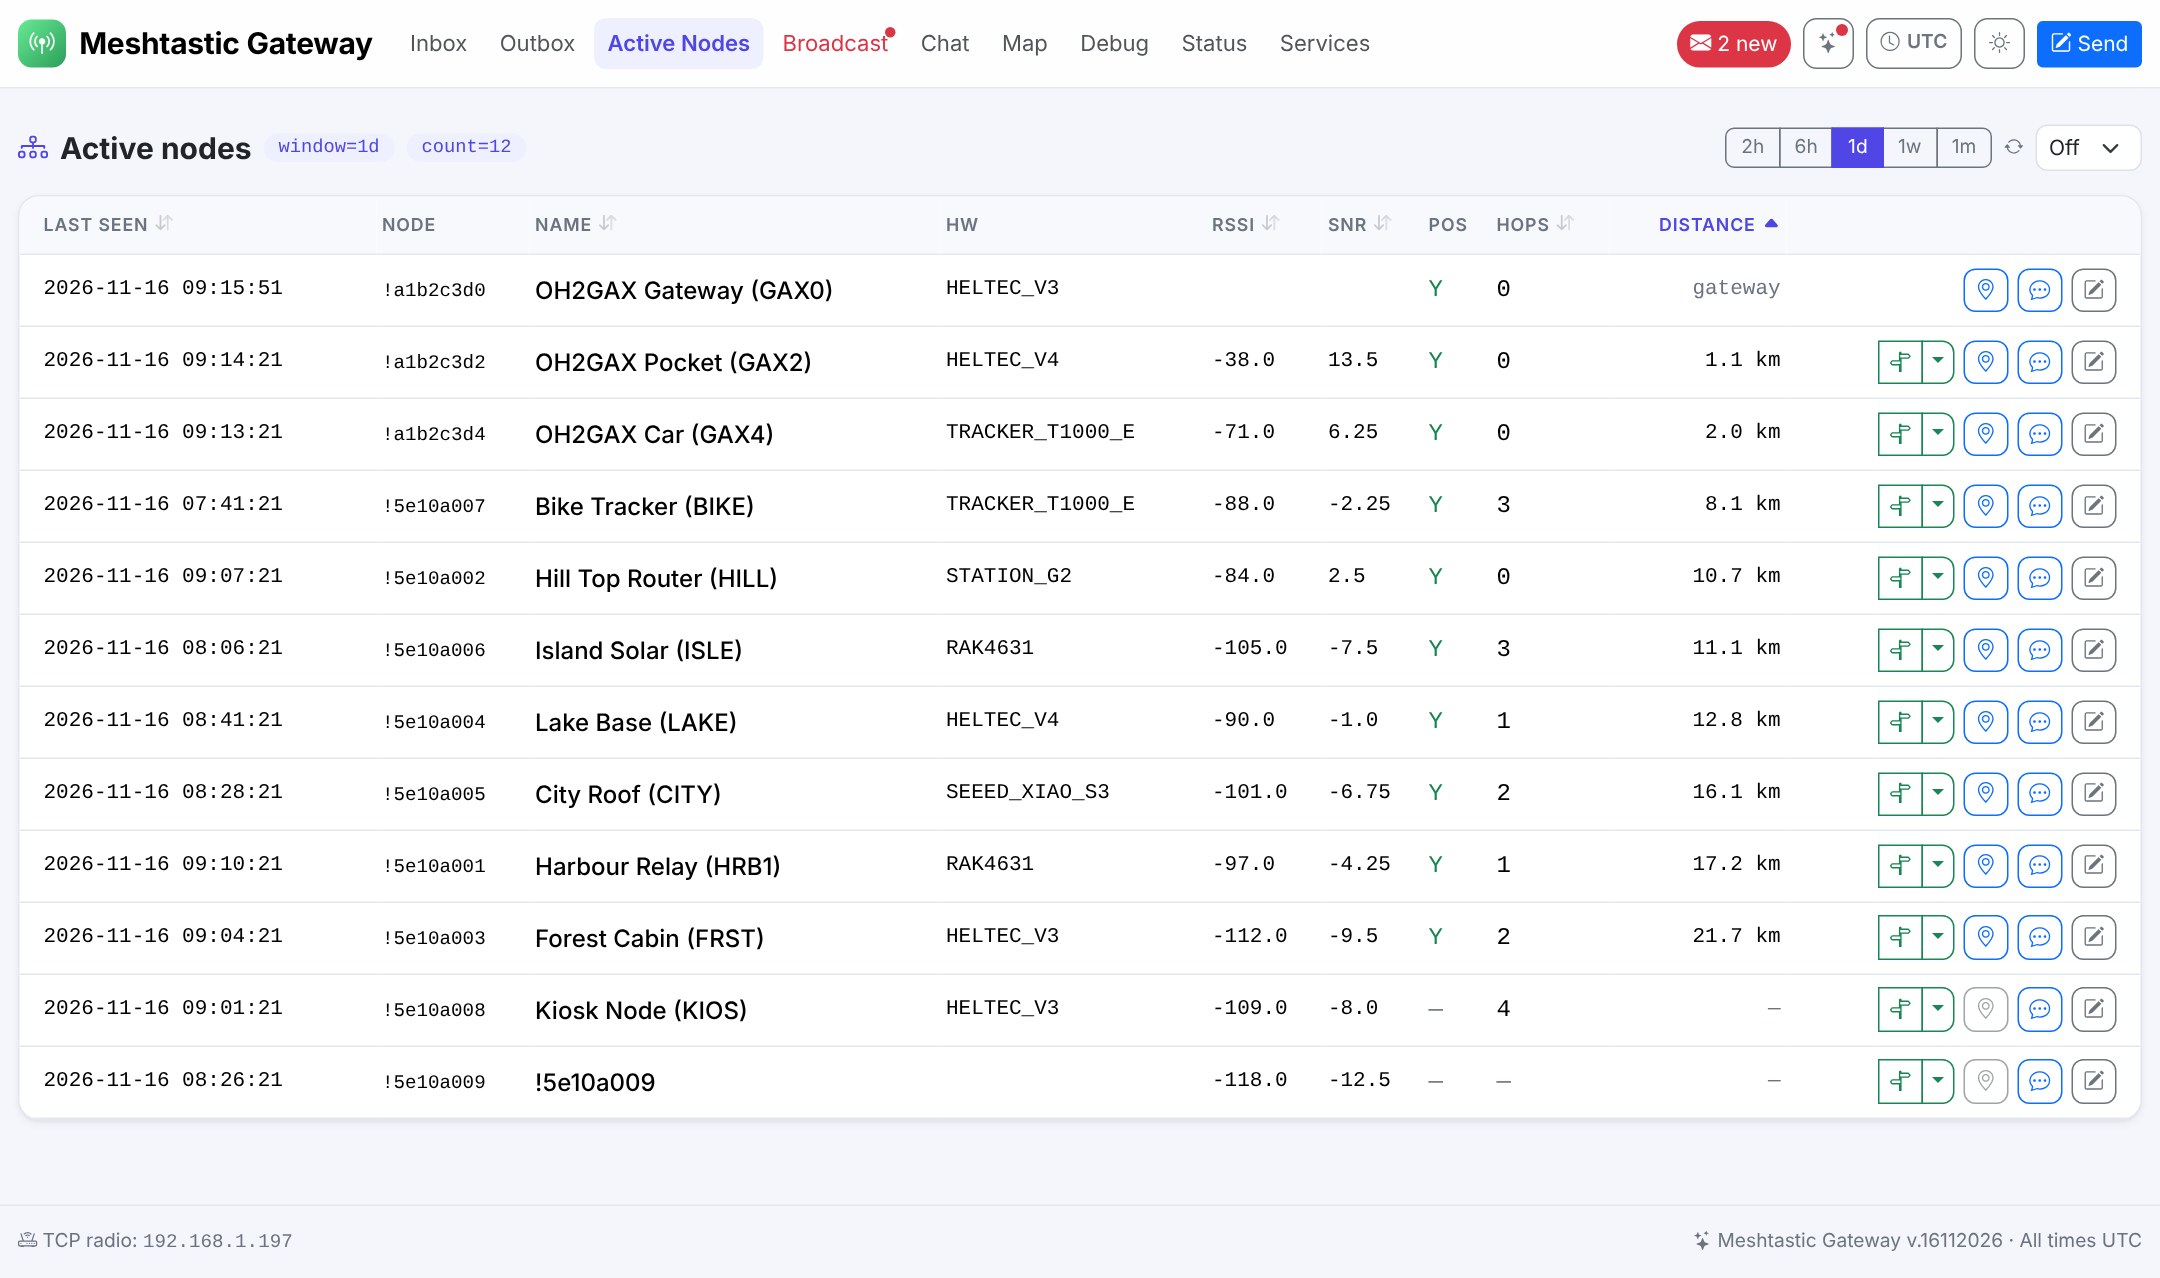 Meshtastic Gateway Inbox Outbox Active Nodes Broadcast Chat Map Debug Status Services 2 new UTC Send
Active nodes window=1d count=12 2h 6h 1d 1w 1m Off
LAST SEEN NODE NAME HW RSSI SNR POS HOPS DISTANCE
2026-11-16 09:15:51 !a1b2c3d0 OH2GAX Gateway (GAX0) HELTEC_V3 Y 0 gateway
2026-11-16 09:14:21 !a1b2c3d2 OH2GAX Pocket (GAX2) HELTEC_V4 -38.0 13.5 Y 0 1.1 km
2026-11-16 09:13:21 !a1b2c3d4 OH2GAX Car (GAX4) TRACKER_T1000_E -71.0 6.25 Y 0 2.0 km
2026-11-16 07:41:21 !5e10a007 Bike Tracker (BIKE) TRACKER_T1000_E -88.0 -2.25 Y 3 8.1 km
2026-11-16 09:07:21 !5e10a002 Hill Top Router (HILL) STATION_G2 -84.0 2.5 Y 0 10.7 km
2026-11-16 08:06:21 !5e10a006 Island Solar (ISLE) RAK4631 -105.0 -7.5 Y 3 11.1 km
2026-11-16 08:41:21 !5e10a004 Lake Base (LAKE) HELTEC_V4 -90.0 -1.0 Y 1 12.8 km
2026-11-16 08:28:21 !5e10a005 City Roof (CITY) SEEED_XIAO_S3 -101.0 -6.75 Y 2 16.1 km
2026-11-16 09:10:21 !5e10a001 Harbour Relay (HRB1) RAK4631 -97.0 -4.25 Y 1 17.2 km
2026-11-16 09:04:21 !5e10a003 Forest Cabin (FRST) HELTEC_V3 -112.0 -9.5 Y 2 21.7 km
2026-11-16 09:01:21 !5e10a008 Kiosk Node (KIOS) HELTEC_V3 -109.0 -8.0 — 4 —
2026-11-16 08:26:21 !5e10a009 !5e10a009 -118.0 -12.5 — — —
TCP radio: 192.168.1.197 Meshtastic Gateway v.16112026 · All times UTC